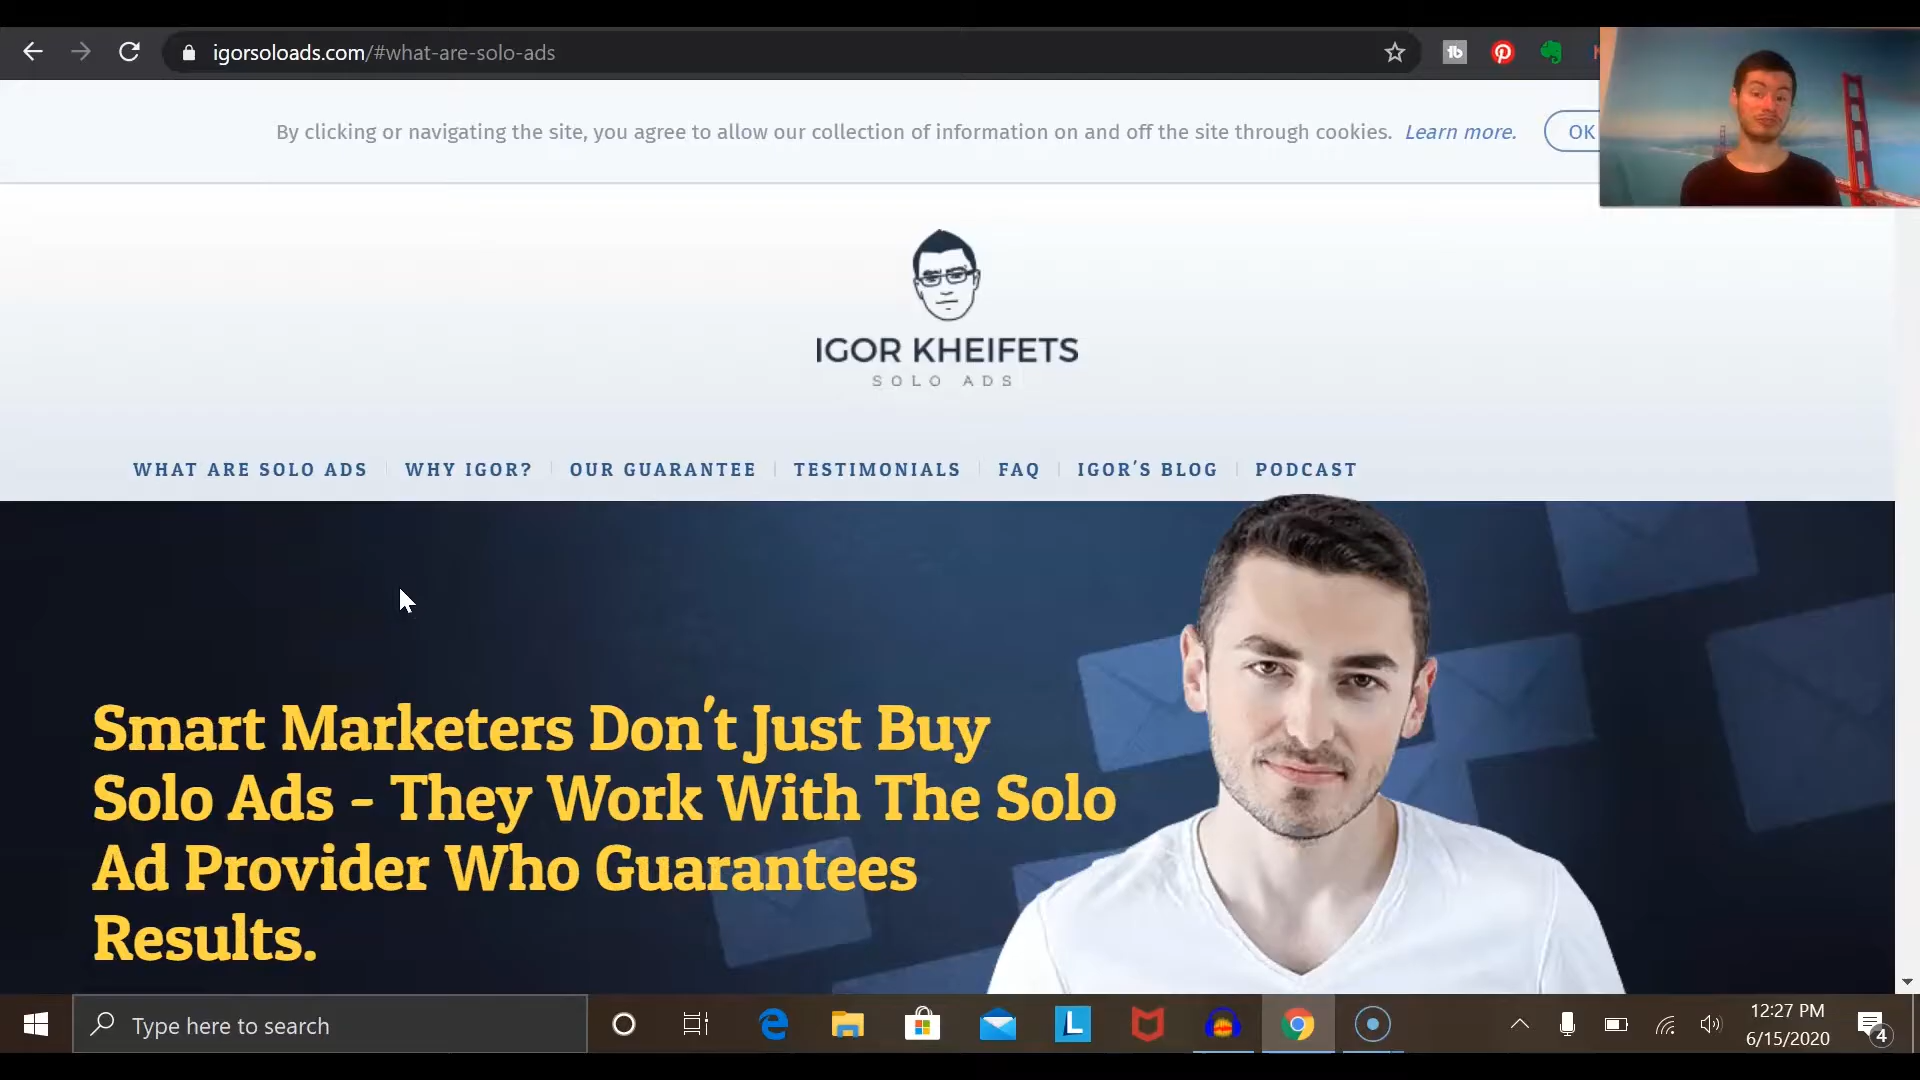 igorsoloads.com/#what-are-solo-ads
By clicking or navigating the site, you agree to allow our collection of information on and off the site through cookies. Learn more. OK
IGOR KHEIFETS
SOLO ADS
WHAT ARE SOLO ADS WHY IGOR? OUR GUARANTEE TESTIMONIALS FAQ IGOR'S BLOG PODCAST
Smart Marketers Don't Just Buy
Solo Ads - They Work With The Solo
Ad Provider Who Guarantees
Results.
Type here to search
12:27 PM
6/15/2020
4